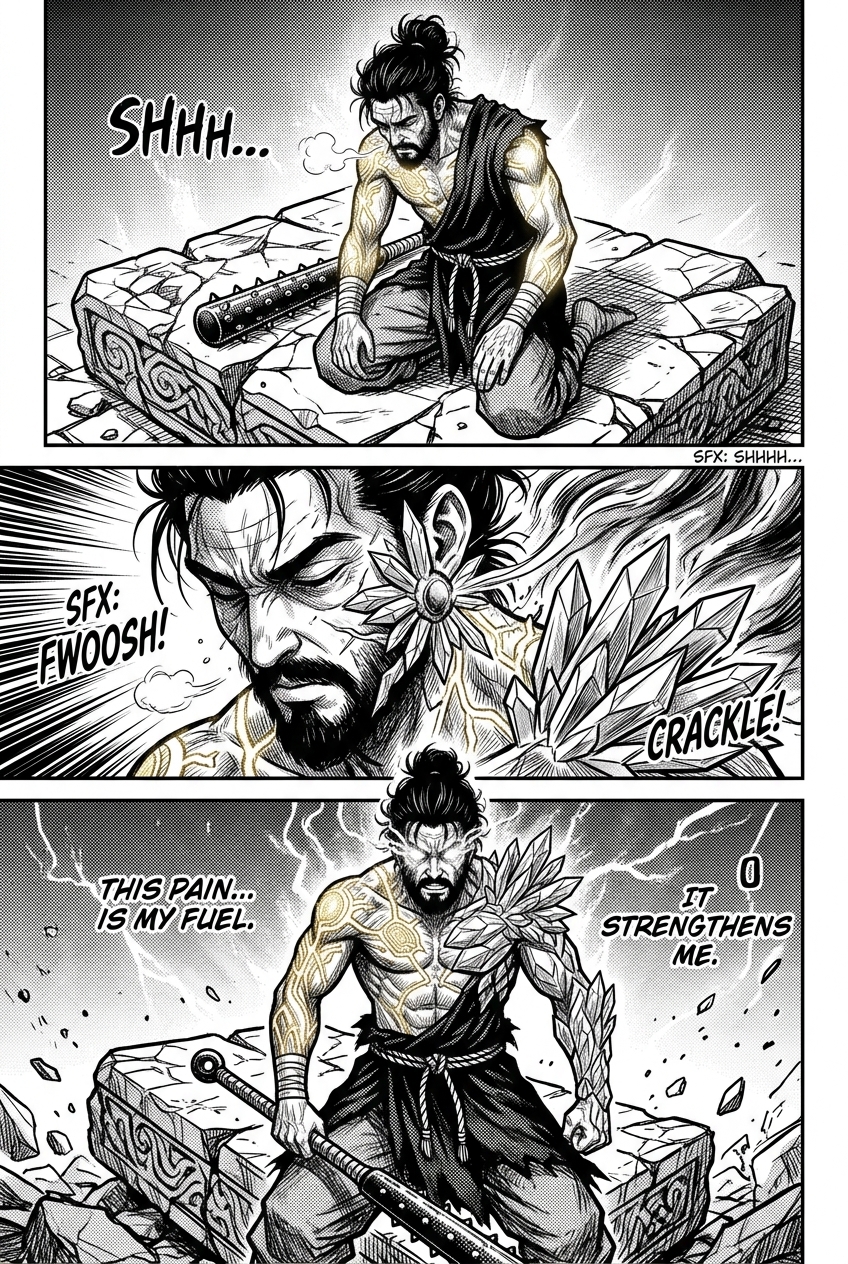 SHHH...
SFX: SHHHH...
SFX:
FWOOSH!
CRACKLE!
THIS PAIN...
IS MY FUEL.
0
IT
STRENGTHENS
ME.